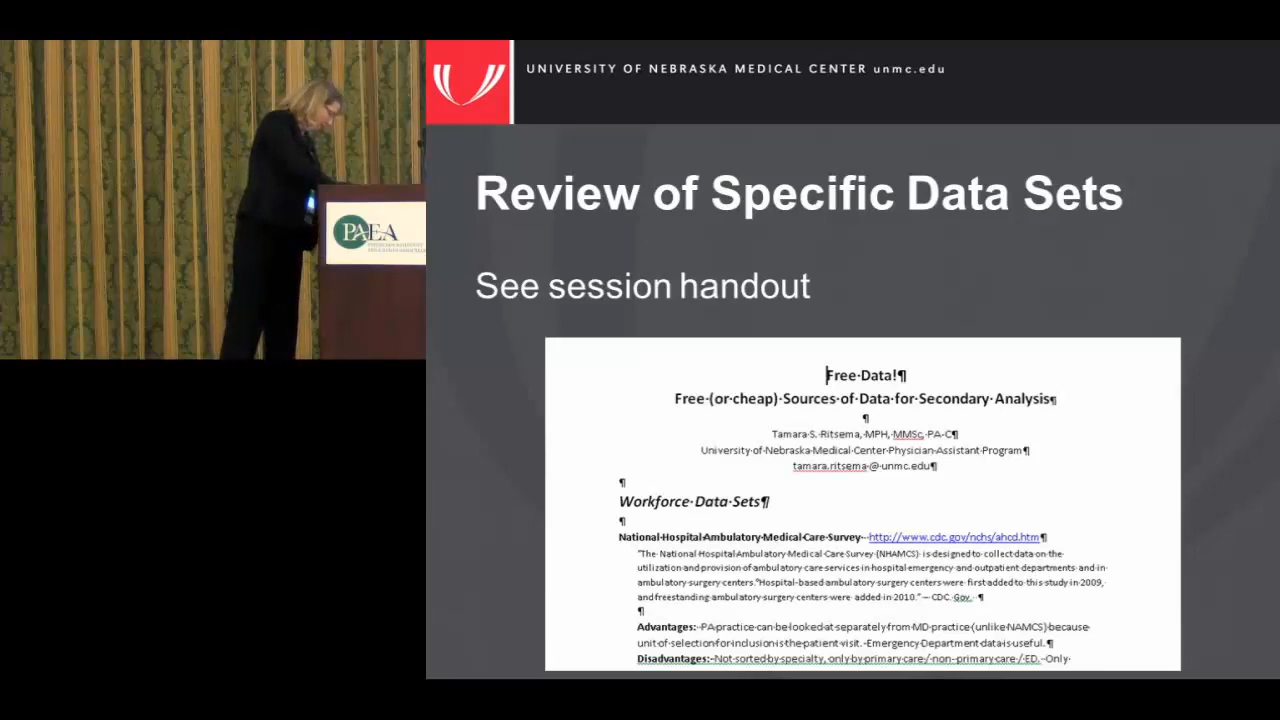 UNIVERSITY OF NEBRASKA MEDICAL CENTER unmc.edu
Review of Specific Data Sets
See session handout
PAEA
Free·Data!¶
Free·(or·cheap)·Sources·of·Data·for·Secondary·Analysis¶
¶
Tamara·S.·Ritsema,·MPH,·MMSc,·PA-C¶
University·of·Nebraska·Medical·Center·Physician·Assistant·Program¶
tamara.ritsema·@·unmc.edu¶
¶
Workforce·Data·Sets¶
¶
National·Hospital·Ambulatory·Medical·Care·Survey·-·http://www.cdc.gov/nchs/ahcd.htm¶
"The·National·Hospital·Ambulatory·Medical·Care·Survey·(NHAMCS)·is·designed·to·collect·data·on·the·
utilization·and·provision·of·ambulatory·care·services·in·hospital·emergency·and·outpatient·departments·and·in·
ambulatory·surgery·centers.°Hospital-based·ambulatory·surgery·centers·were·first·added·to·this·study·in·2009,·
and·freestanding·ambulatory·surgery·centers·were·added·in·2010."·–·CDC.·Gov.·¶
¶
Advantages:·PA·practice·can·be·looked·at·separately·from·MD·practice·(unlike·NAMCS)·because·
unit·of·selection·for·inclusion·is·the·patient·visit.·Emergency·Department·data·is·useful.¶
Disadvantages:·Not·sorted·by·specialty,·only·by·primary·care·/·non-primary·care·/·ED.·Only·